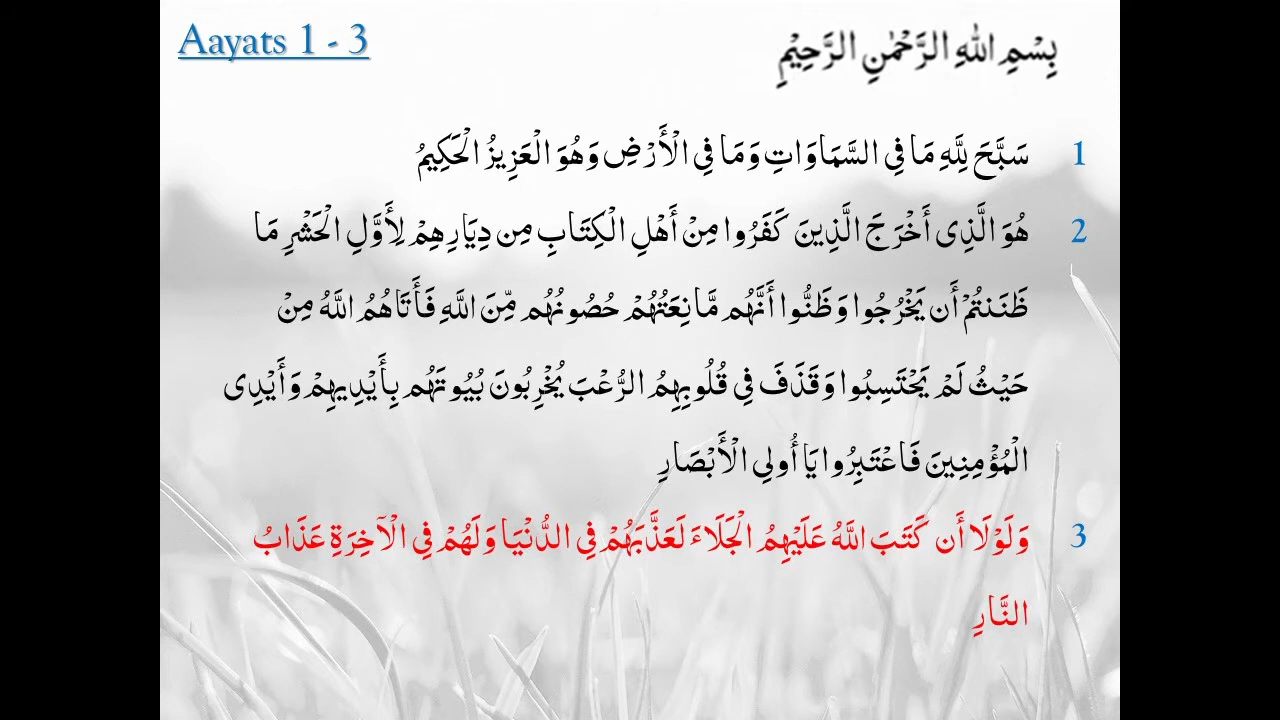 Aayats 1 - 3
بِسْمِ اللهِ الرَّحْمٰنِ الرَّحِيْمِ
1 سَبَّحَ لِلَّهِ مَا فِي السَّمَاوَاتِ وَمَا فِي الْأَرْضِ وَهُوَ الْعَزِيزُ الْحَكِيمُ
2 هُوَ الَّذِى أَخْرَجَ الَّذِينَ كَفَرُوا مِنْ أَهْلِ الْكِتَابِ مِن دِيَارِهِمْ لِأَوَّلِ الْحَشْرِ مَا
ظَنَنتُمْ أَن يَخْرُجُوا وَظَنُّوا أَنَّهُم مَّانِعَتُهُمْ حُصُونُهُم مِّنَ اللَّهِ فَأَتَاهُمُ اللَّهُ مِنْ
حَيْثُ لَمْ يَحْتَسِبُوا وَقَذَفَ فِي قُلُوبِهِمُ الرُّعْبَ يُخْرِبُونَ بُيُوتَهُم بِأَيْدِيهِمْ وَأَيْدِى
الْمُؤْمِنِينَ فَاعْتَبِرُوا يَا أُولِي الْأَبْصَارِ
3 وَلَوْلَا أَن كَتَبَ اللَّهُ عَلَيْهِمُ الْجَلَاءَ لَعَذَّبَهُمْ فِي الدُّنْيَا وَلَهُمْ فِي الْآخِرَةِ عَذَابُ
النَّارِ